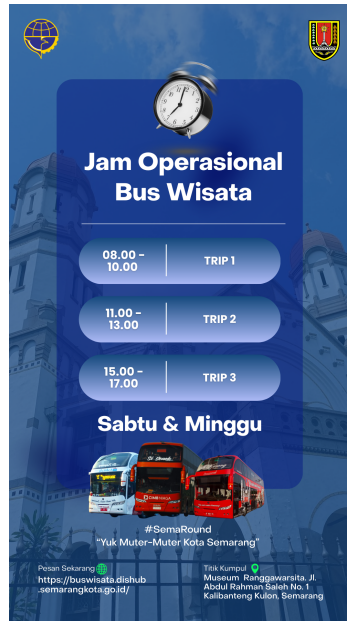 Jam Operasional
Bus Wisata
08.00 -
10.00
TRIP 1
11.00 -
13.00
TRIP 2
15.00 -
17.00
TRIP 3
Sabtu & Minggu
#SemaRound
“Yuk Muter-Muter Kota Semarang”
Pesan Sekarang
https://buswisata.dishub
.semarangkota.go.id/
Titik Kumpul
Museum Ranggawarsita, Jl.
Abdul Rahman Saleh No. 1
Kalibanteng Kulon, Semarang